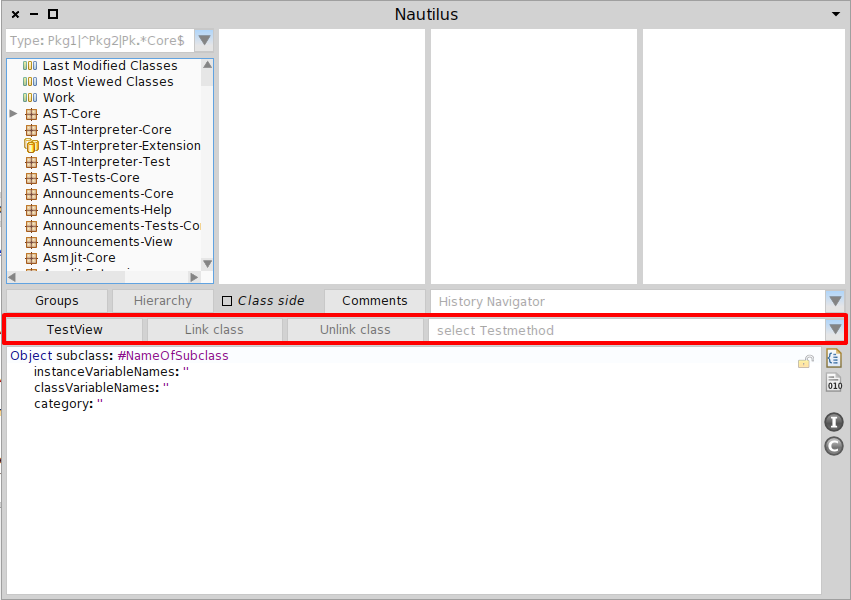 Nautilus
Type: Pkg1|^Pkg2|Pk.*Core$
Last Modified Classes
Most Viewed Classes
Work
AST-Core
AST-Interpreter-Core
AST-Interpreter-Extension
AST-Interpreter-Test
AST-Tests-Core
Announcements-Core
Announcements-Help
Announcements-Tests-Co
Announcements-View
AsmJit-Core
Groups Hierarchy Class side Comments History Navigator
TestView Link class Unlink class select Testmethod
Object subclass: #NameOfSubclass
instanceVariableNames: ''
classVariableNames: ''
category: ''
010
I
C